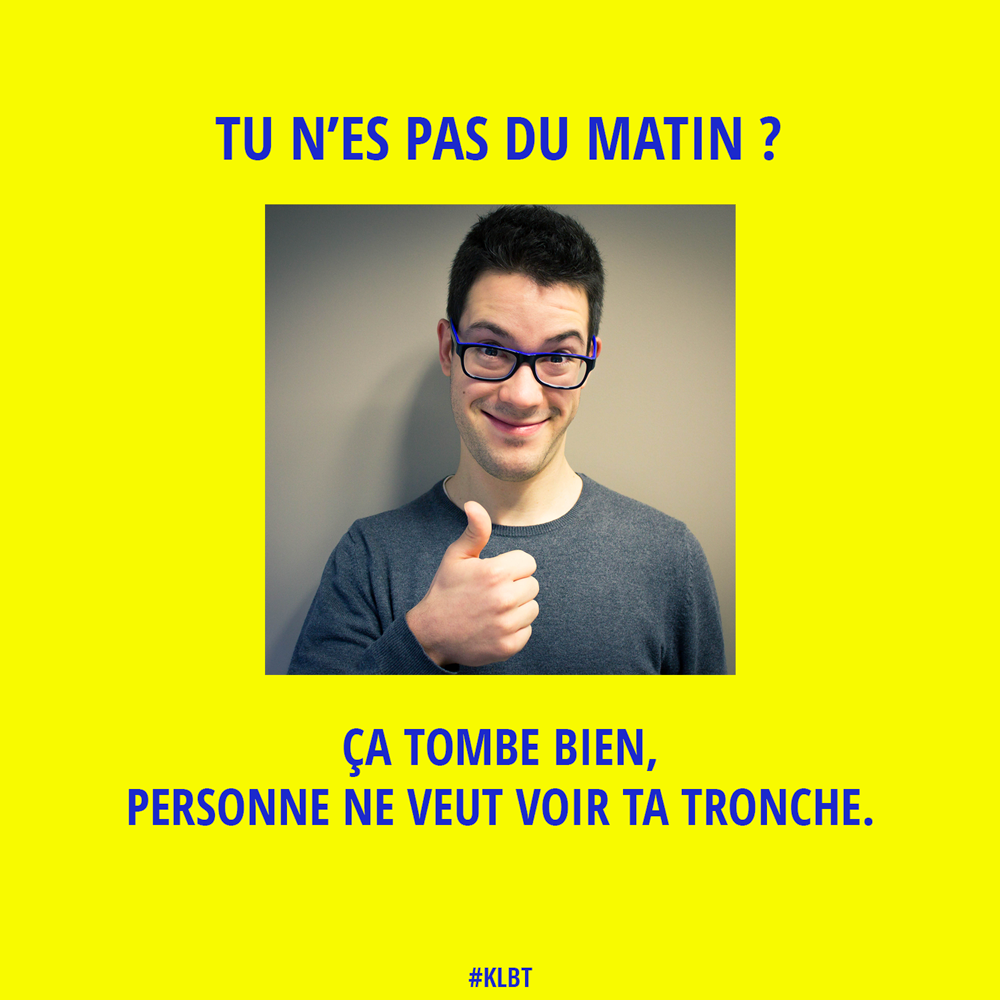 TU N’ES PAS DU MATIN ?
ÇA TOMBE BIEN,
PERSONNE NE VEUT VOIR TA TRONCHE.
#KLBT